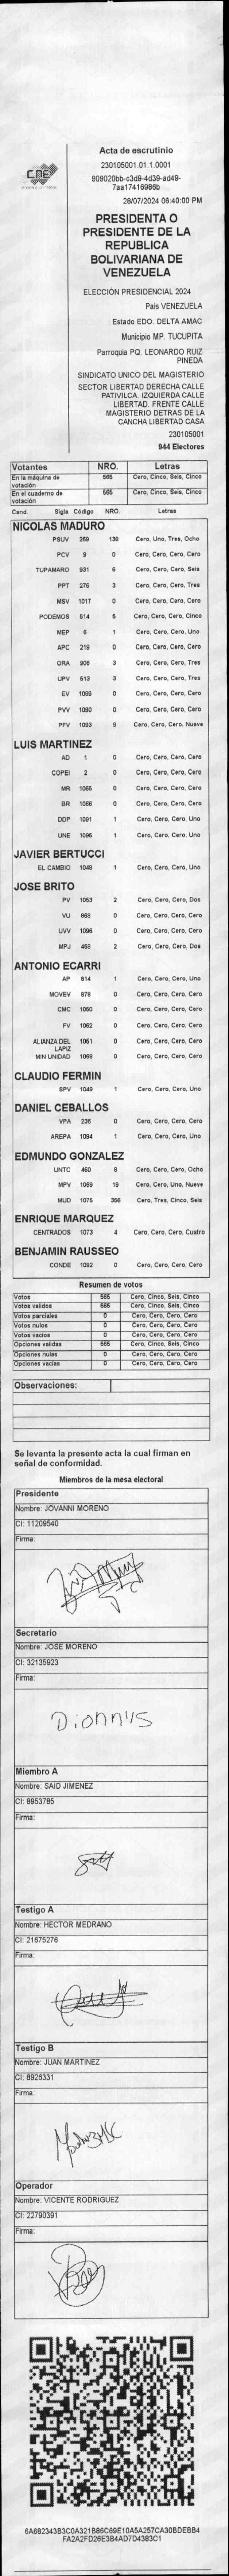 CNE
Acta de escrutinio
230105001.01.1.0001
909020bb-c3d9-4d39-ad49-
7aa17416986b
28/07/2024 06:40:00 PM
PRESIDENTA O
PRESIDENTE DE LA
REPUBLICA
BOLIVARIANA DE
VENEZUELA
ELECCIÓN PRESIDENCIAL 2024
País VENEZUELA
Estado EDO. DELTA AMAC
Municipio MP. TUCUPITA
Parroquia PQ. LEONARDO RUIZ
PINEDA
SINDICATO UNICO DEL MAGISTERIO
SECTOR LIBERTAD DERECHA CALLE
PATIVILCA. IZQUIERDA CALLE
LIBERTAD. FRENTE CALLE
MAGISTERIO DETRAS DE LA
CANCHA LIBERTAD CASA
230105001
944 Electores
Votantes NRO. Letras
En la máquina de votación 565 Cero, Cinco, Seis, Cinco
En el cuaderno de votación 565 Cero, Cinco, Seis, Cinco
Cand. Sigla Código NRO. Letras
NICOLAS MADURO
PSUV 269 138 Cero, Uno, Tres, Ocho
PCV 9 0 Cero, Cero, Cero, Cero
TUPAMARO 931 6 Cero, Cero, Cero, Seis
PPT 276 3 Cero, Cero, Cero, Tres
MSV 1017 0 Cero, Cero, Cero, Cero
PODEMOS 514 5 Cero, Cero, Cero, Cinco
MEP 6 1 Cero, Cero, Cero, Uno
APC 219 0 Cero, Cero, Cero, Cero
ORA 906 3 Cero, Cero, Cero, Tres
UPV 613 3 Cero, Cero, Cero, Tres
EV 1089 0 Cero, Cero, Cero, Cero
PVV 1090 0 Cero, Cero, Cero, Cero
PFV 1093 9 Cero, Cero, Cero, Nueve
LUIS MARTINEZ
AD 1 0 Cero, Cero, Cero, Cero
COPEI 2 0 Cero, Cero, Cero, Cero
MR 1065 0 Cero, Cero, Cero, Cero
BR 1066 0 Cero, Cero, Cero, Cero
DDP 1091 1 Cero, Cero, Cero, Uno
UNE 1095 1 Cero, Cero, Cero, Uno
JAVIER BERTUCCI
EL CAMBIO 1048 1 Cero, Cero, Cero, Uno
JOSE BRITO
PV 1053 2 Cero, Cero, Cero, Dos
VU 868 0 Cero, Cero, Cero, Cero
UVV 1096 0 Cero, Cero, Cero, Cero
MPJ 458 2 Cero, Cero, Cero, Dos
ANTONIO ECARRI
AP 914 1 Cero, Cero, Cero, Uno
MOVEV 878 0 Cero, Cero, Cero, Cero
CMC 1050 0 Cero, Cero, Cero, Cero
FV 1062 0 Cero, Cero, Cero, Cero
ALIANZA DEL LAPIZ 1051 0 Cero, Cero, Cero, Cero
MIN UNIDAD 1068 0 Cero, Cero, Cero, Cero
CLAUDIO FERMIN
SPV 1049 1 Cero, Cero, Cero, Uno
DANIEL CEBALLOS
VPA 236 0 Cero, Cero, Cero, Cero
AREPA 1094 1 Cero, Cero, Cero, Uno
EDMUNDO GONZALEZ
UNTC 460 8 Cero, Cero, Cero, Ocho
MPV 1069 19 Cero, Cero, Uno, Nueve
MUD 1075 356 Cero, Tres, Cinco, Seis
ENRIQUE MARQUEZ
CENTRADOS 1073 4 Cero, Cero, Cero, Cuatro
BENJAMIN RAUSSEO
CONDE 1092 0 Cero, Cero, Cero, Cero
Resumen de votos
Votos 565 Cero, Cinco, Seis, Cinco
Votos validos 565 Cero, Cinco, Seis, Cinco
Votos parciales 0 Cero, Cero, Cero, Cero
Votos nulos 0 Cero, Cero, Cero, Cero
Votos vacios 0 Cero, Cero, Cero, Cero
Opciones validas 565 Cero, Cinco, Seis, Cinco
Opciones nulas 0 Cero, Cero, Cero, Cero
Opciones vacias 0 Cero, Cero, Cero, Cero
Observaciones:
Se levanta la presente acta la cual firman en
señal de conformidad.
Miembros de la mesa electoral
Presidente
Nombre: JOVANNI MORENO
CI: 11209540
Firma:
Secretario
Nombre: JOSE MORENO
CI: 32135923
Firma:
Dionnys
Miembro A
Nombre: SAID JIMENEZ
CI: 8953785
Firma:
Testigo A
Nombre: HECTOR MEDRANO
CI: 21675276
Firma:
Testigo B
Nombre: JUAN MARTINEZ
CI: 8926331
Firma:
Operador
Nombre: VICENTE RODRIGUEZ
CI: 22790391
Firma:
6A682343B3C0A321B86C69E10A5A257CA30BDEBB4
FA2A2FD26E3B4AD7D4383C1